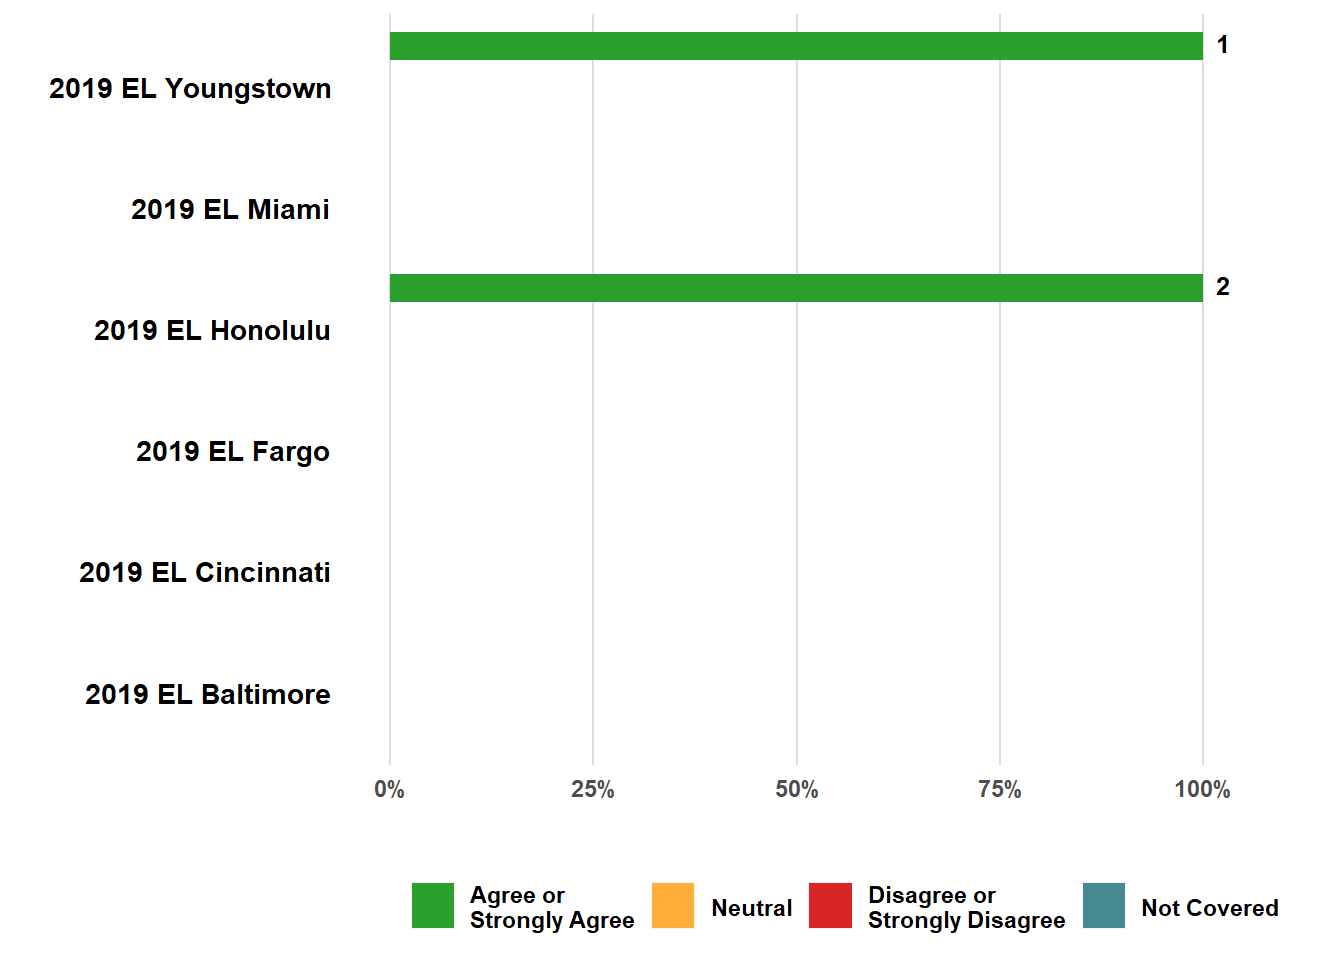 1
2019 EL Youngstown
2019 EL Miami
2
2019 EL Honolulu
2019 EL Fargo
2019 EL Cincinnati
2019 EL Baltimore
0% 25% 50% 75% 100%
Agree or
Strongly Agree
Neutral
Disagree or
Strongly Disagree
Not Covered